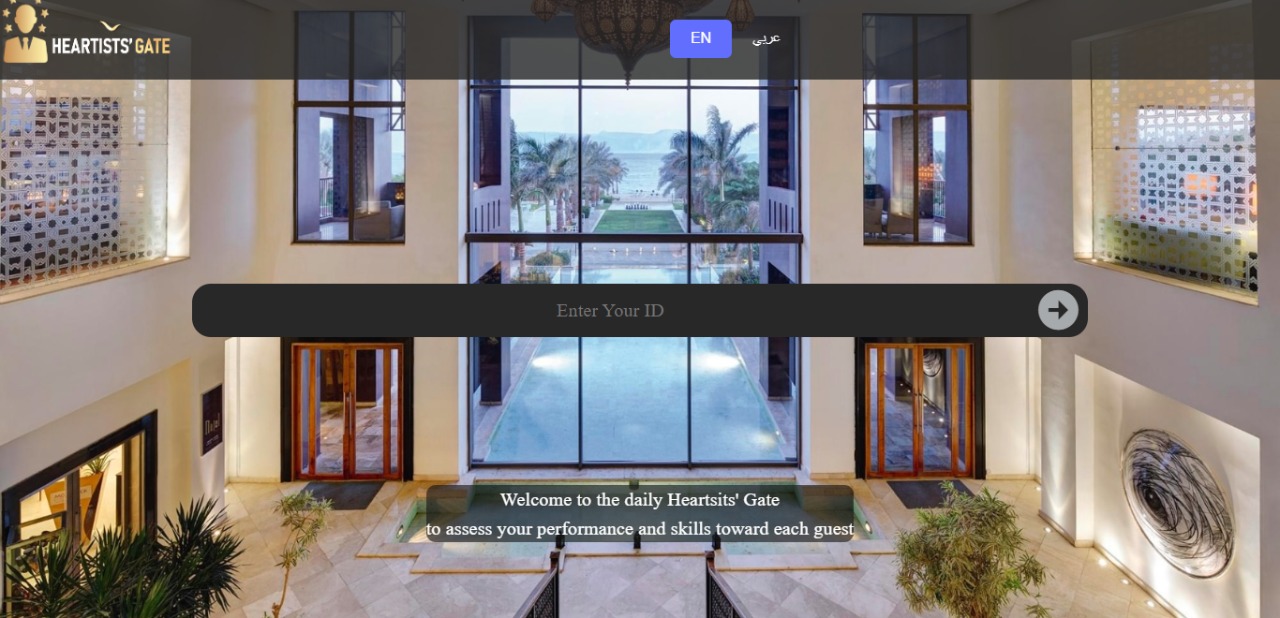 HEARTISTS' GATE
EN
عربي
Enter Your ID
Welcome to the daily Heartsits' Gate
to assess your performance and skills toward each guest